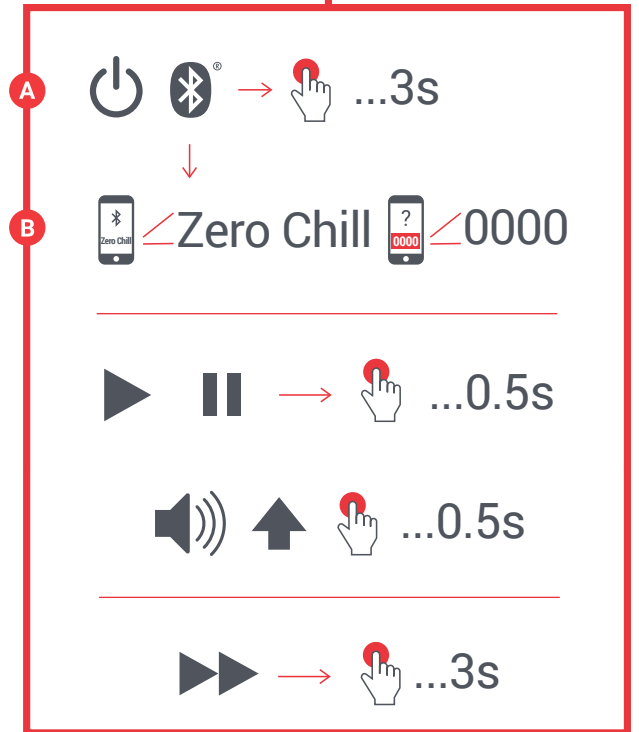 A ® ...3s
B Zero Chill Zero Chill ? 0000 0000
...0.5s
...0.5s
...3s